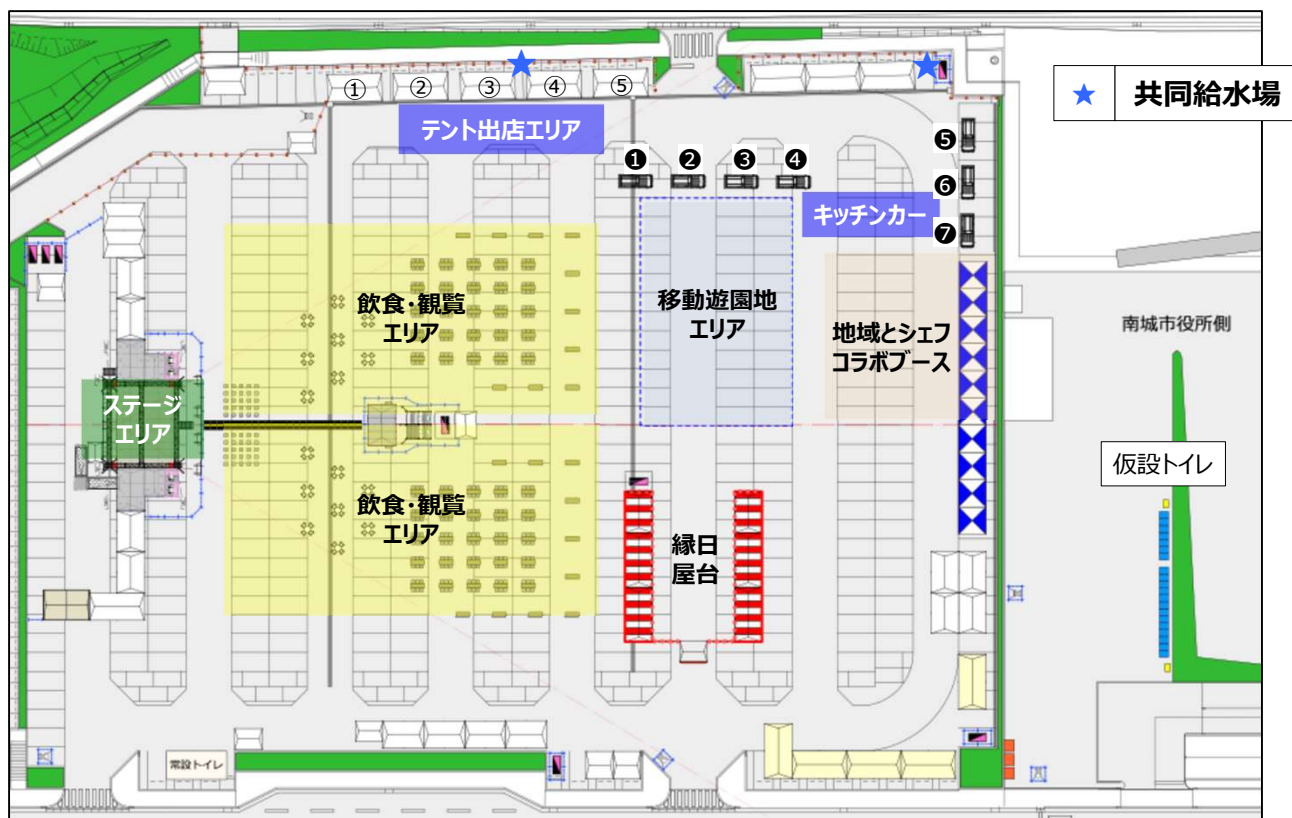 ★ 共同給水場
① ② ③ ④ ⑤
テント出店エリア
❶ ❷ ❸ ❹
キッチンカー
❺
❻
❼
飲食・観覧
エリア
移動遊園地
エリア
地域とシェフ
コラボブース
南城市役所側
ステージ
エリア
仮設トイレ
飲食・観覧
エリア
縁日
屋台
常設トイレ